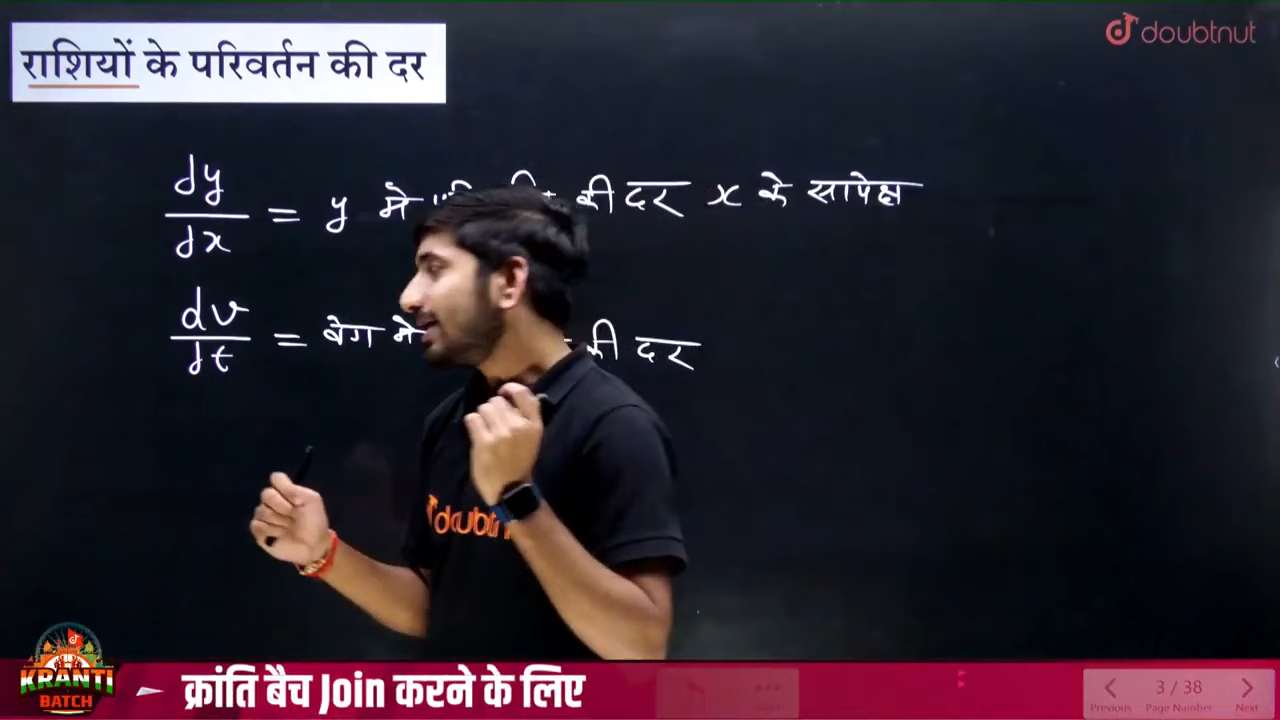 राशियों के परिवर्तन की दर
doubtnut
dy/dx = y मे की दर x के सापेक्ष
dv/dt = वेग मे की दर
KRANTI
BATCH
क्रांति बैच Join करने के लिए
3 / 38
Previous Page Number Next